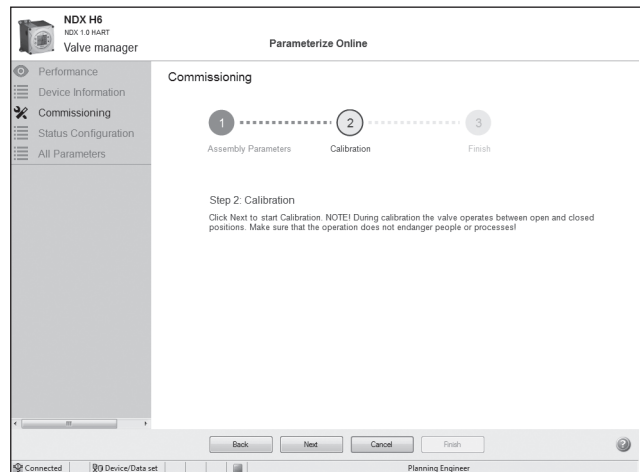 NDX H6
NDX 1.0 HART
Valve manager
Parameterize Online
Performance
Device Information
Commissioning
Status Configuration
All Parameters
Commissioning
1
2
3
Assembly Parameters
Calibration
Finish
Step 2: Calibration
Click Next to start Calibration. NOTE! During calibration the valve operates between open and closed
positions. Make sure that the operation does not endanger people or processes!
Back
Next
Cancel
Finish
?
Connected
Device/Data set
Planning Engineer